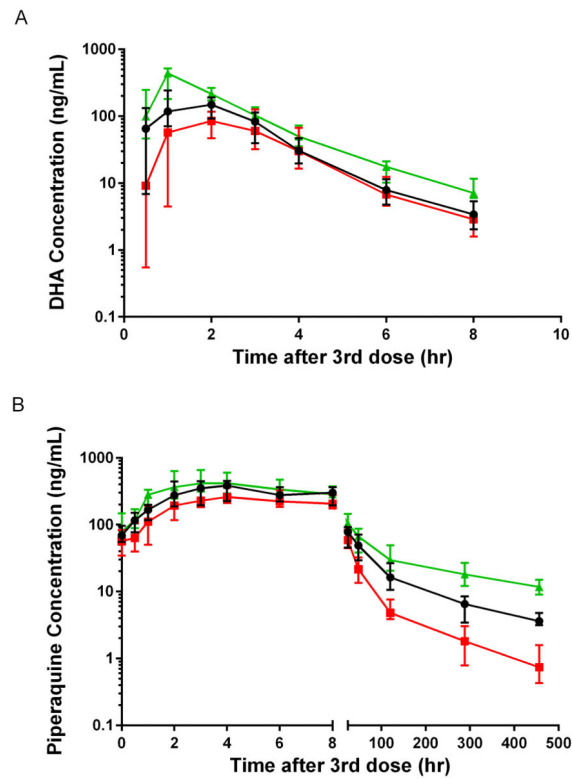 A
DHA Concentration (ng/mL)
1000
100
10
1
0.1
0 2 4 6 8 10
Time after 3rd dose (hr)
B
Piperaquine Concentration (ng/mL)
1000
100
10
1
0.1
0 2 4 6 8 100 200 300 400 500
Time after 3rd dose (hr)